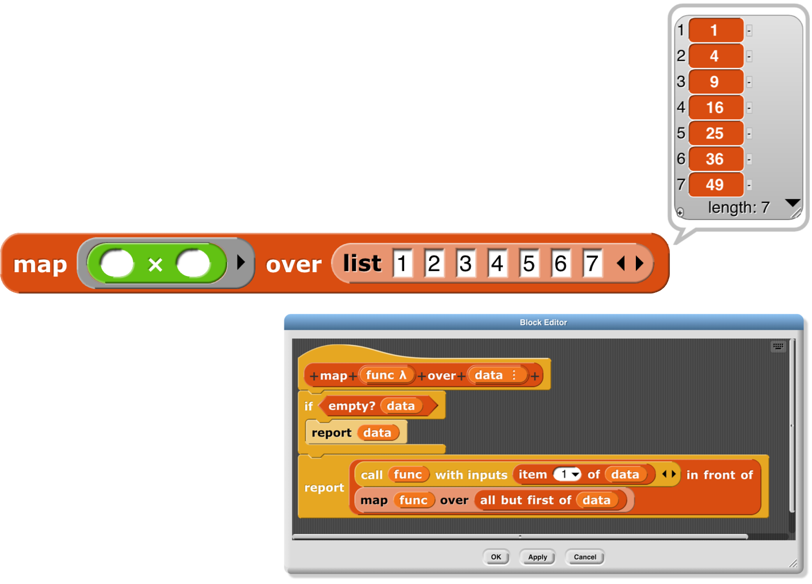 1 1
2 4
3 9
4 16
5 25
6 36
7 49
length: 7
map × over list 1 2 3 4 5 6 7
Block Editor
+map+ func λ +over+ data ⋮ +
if empty? data
report data
call func with inputs item 1 of data in front of
report
map func over all but first of data
OK Apply Cancel